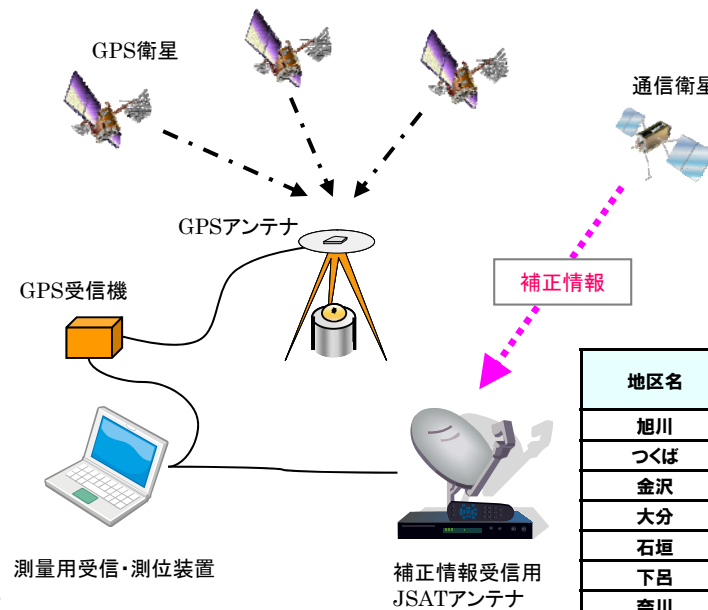 GPS衛星
通信衛星
GPSアンテナ
補正情報
GPS受信機
測量用受信・測位装置
補正情報受信用
JSATアンテナ
地区名
旭川
つくば
金沢
大分
石垣
下呂
奈川